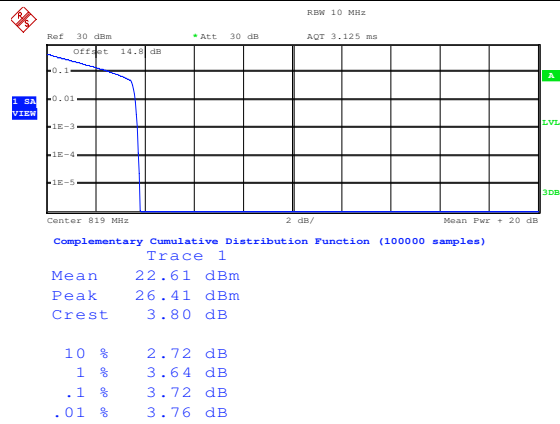 RBW 10 MHz
Ref 30 dBm * Att 30 dB AQT 3.125 ms
Offset 14.8 dB
0.1
A
0.01
1 SA
VIEW
1E-3
LVL
1E-4
1E-5
3DB
Center 819 MHz 2 dB/ Mean Pwr + 20 dB
Complementary Cumulative Distribution Function (100000 samples)
Trace 1
Mean 22.61 dBm
Peak 26.41 dBm
Crest 3.80 dB
10 % 2.72 dB
1 % 3.64 dB
.1 % 3.72 dB
.01 % 3.76 dB